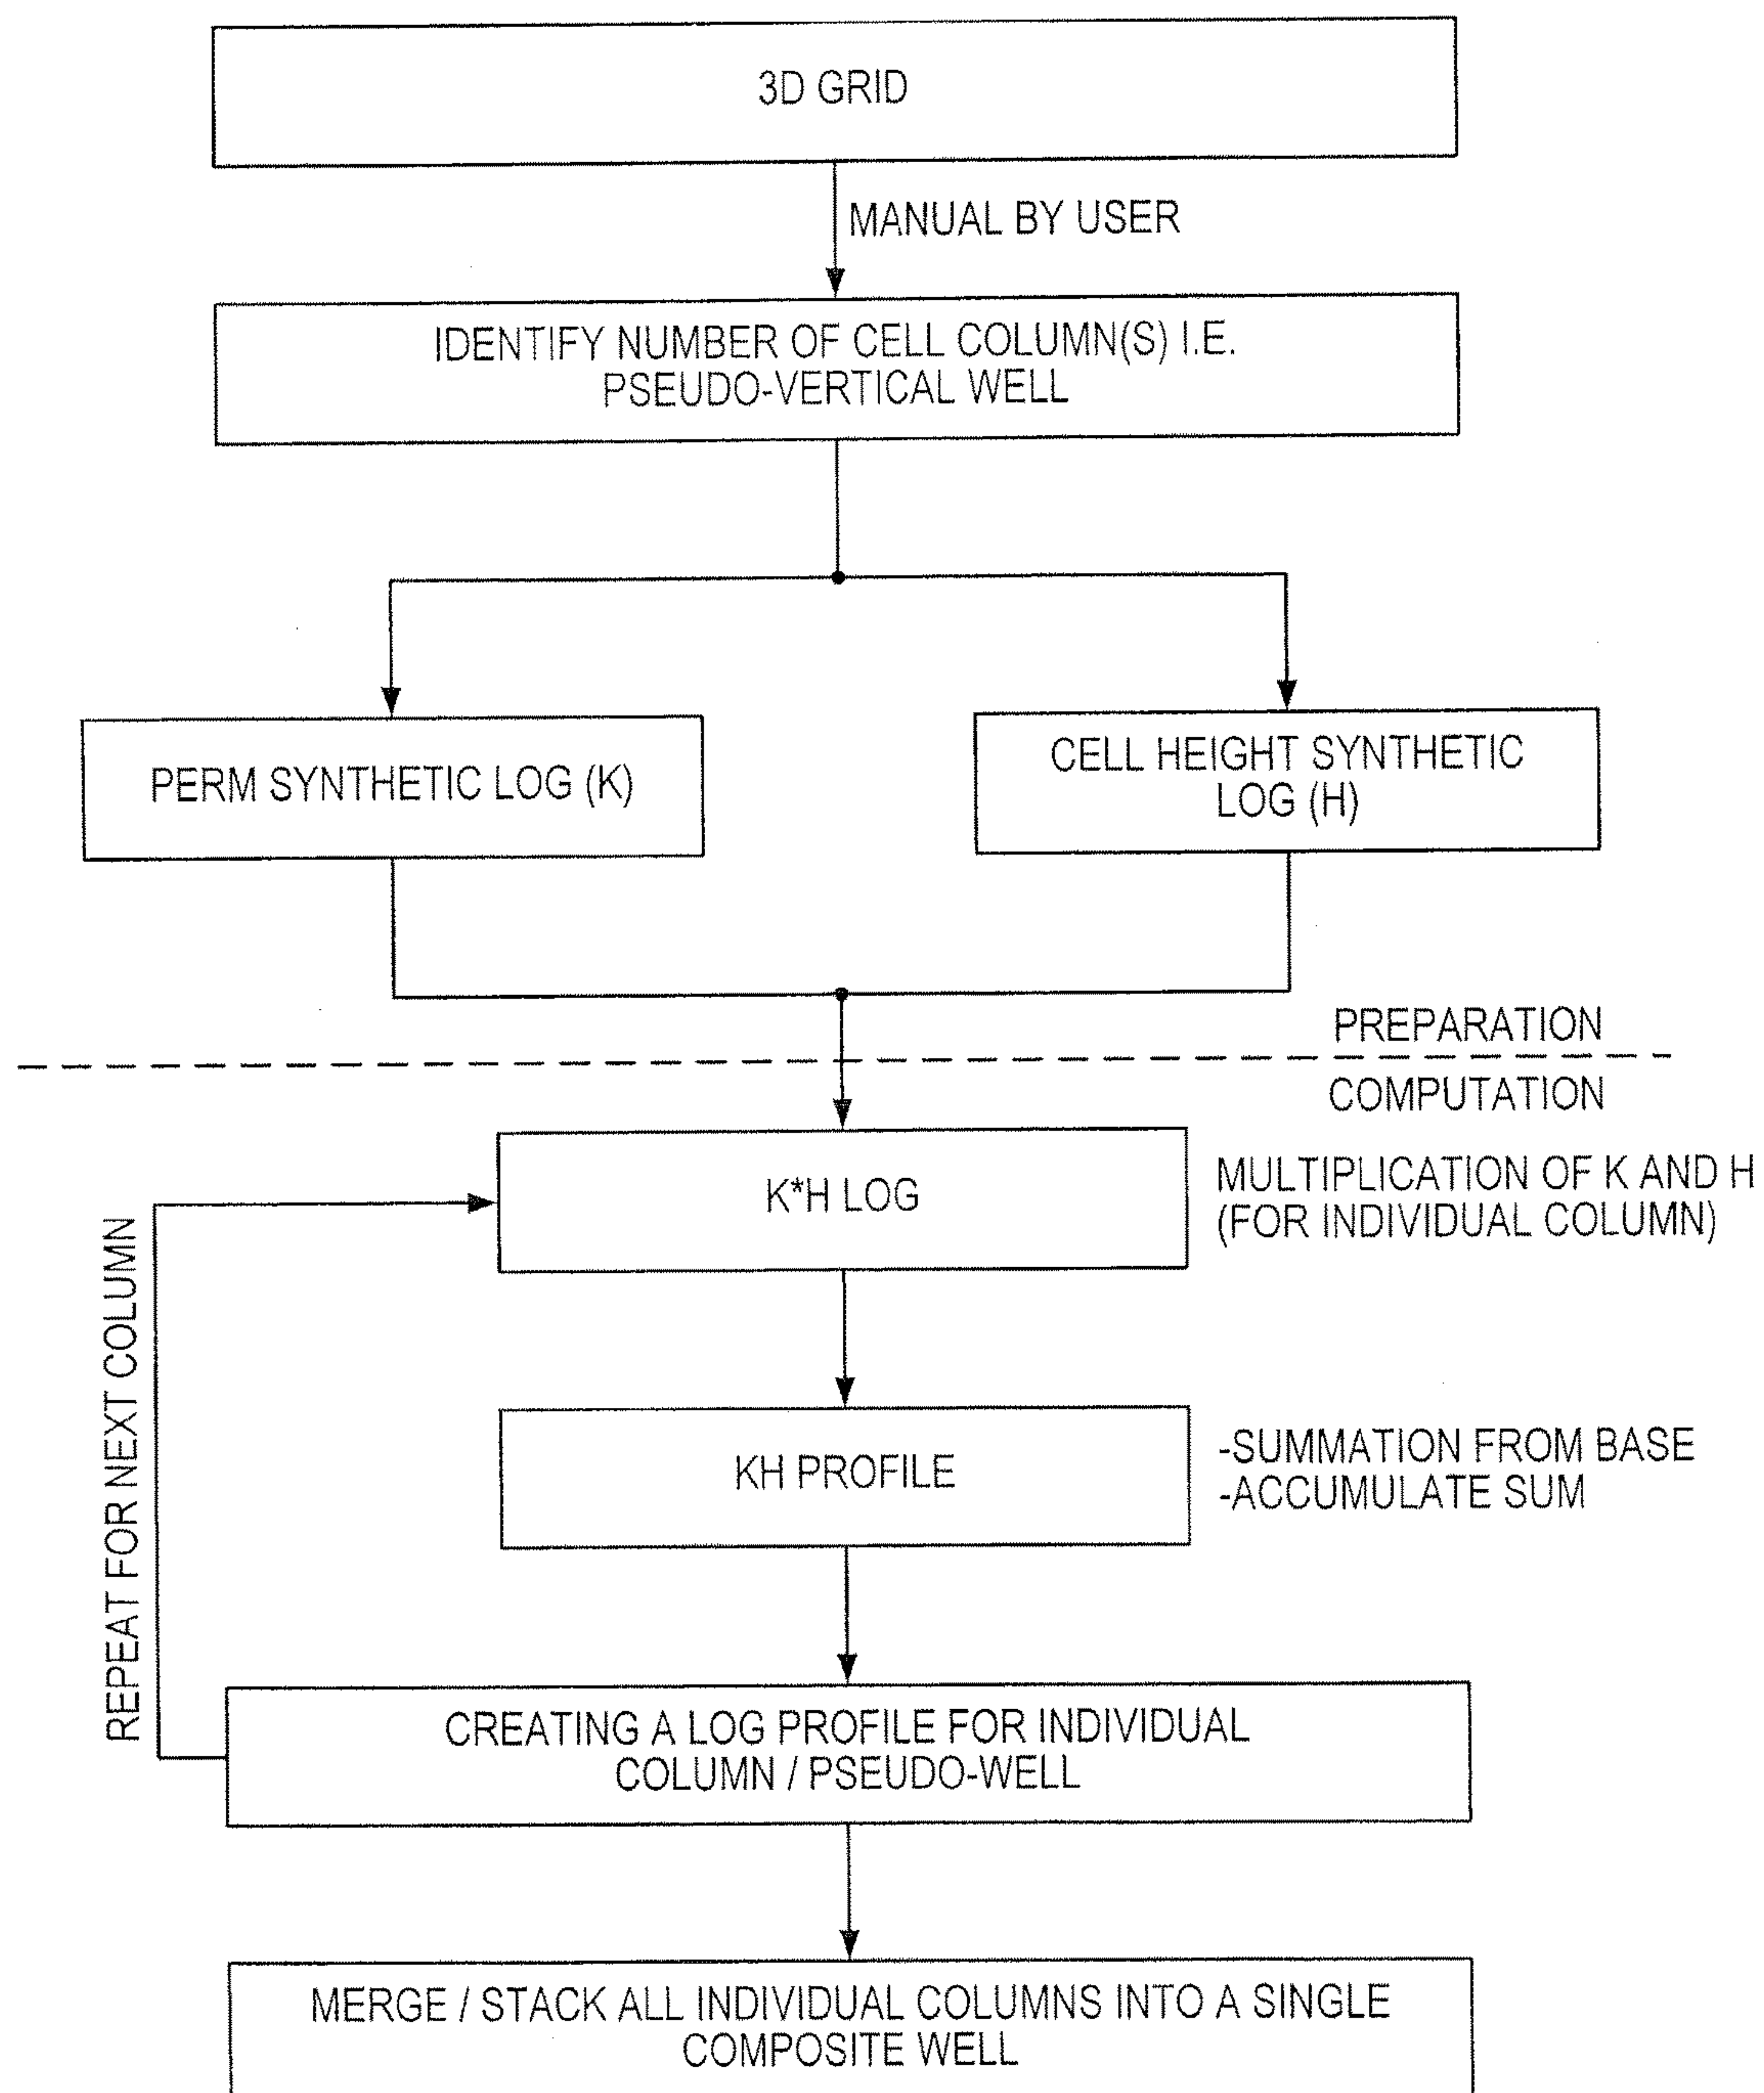 3D GRID
MANUAL BY USER
IDENTIFY NUMBER OF CELL COLUMN(S) I.E.
PSEUDO-VERTICAL WELL
PERM SYNTHETIC LOG (K)
CELL HEIGHT SYNTHETIC
LOG (H)
PREPARATION
COMPUTATION
K*H LOG
MULTIPLICATION OF K AND H
(FOR INDIVIDUAL COLUMN)
REPEAT FOR NEXT COLUMN
KH PROFILE
-SUMMATION FROM BASE
-ACCUMULATE SUM
CREATING A LOG PROFILE FOR INDIVIDUAL
COLUMN / PSEUDO-WELL
MERGE / STACK ALL INDIVIDUAL COLUMNS INTO A SINGLE
COMPOSITE WELL